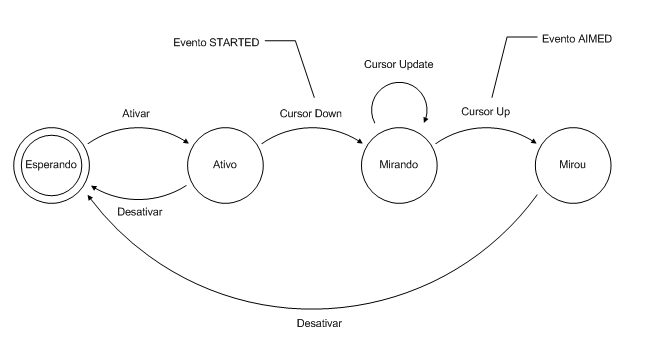 Evento STARTED
Evento AIMED
Cursor Update
Ativar
Cursor Down
Cursor Up
Esperando
Ativo
Mirando
Mirou
Desativar
Desativar